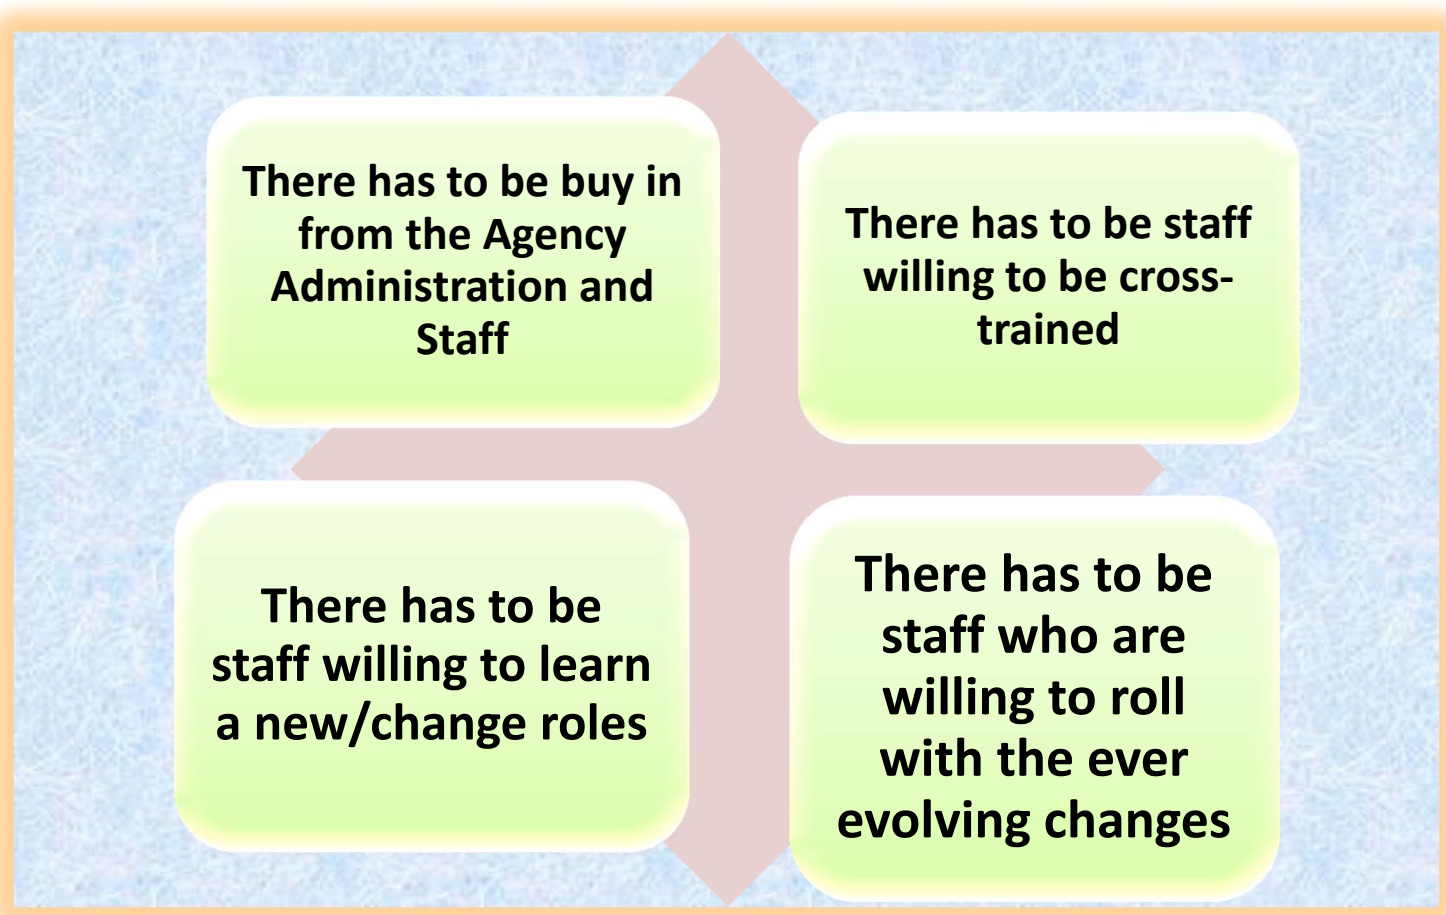 There has to be buy in
from the Agency
Administration and
Staff
There has to be staff
willing to be cross-
trained
There has to be
staff willing to learn
a new/change roles
There has to be
staff who are
willing to roll
with the ever
evolving changes